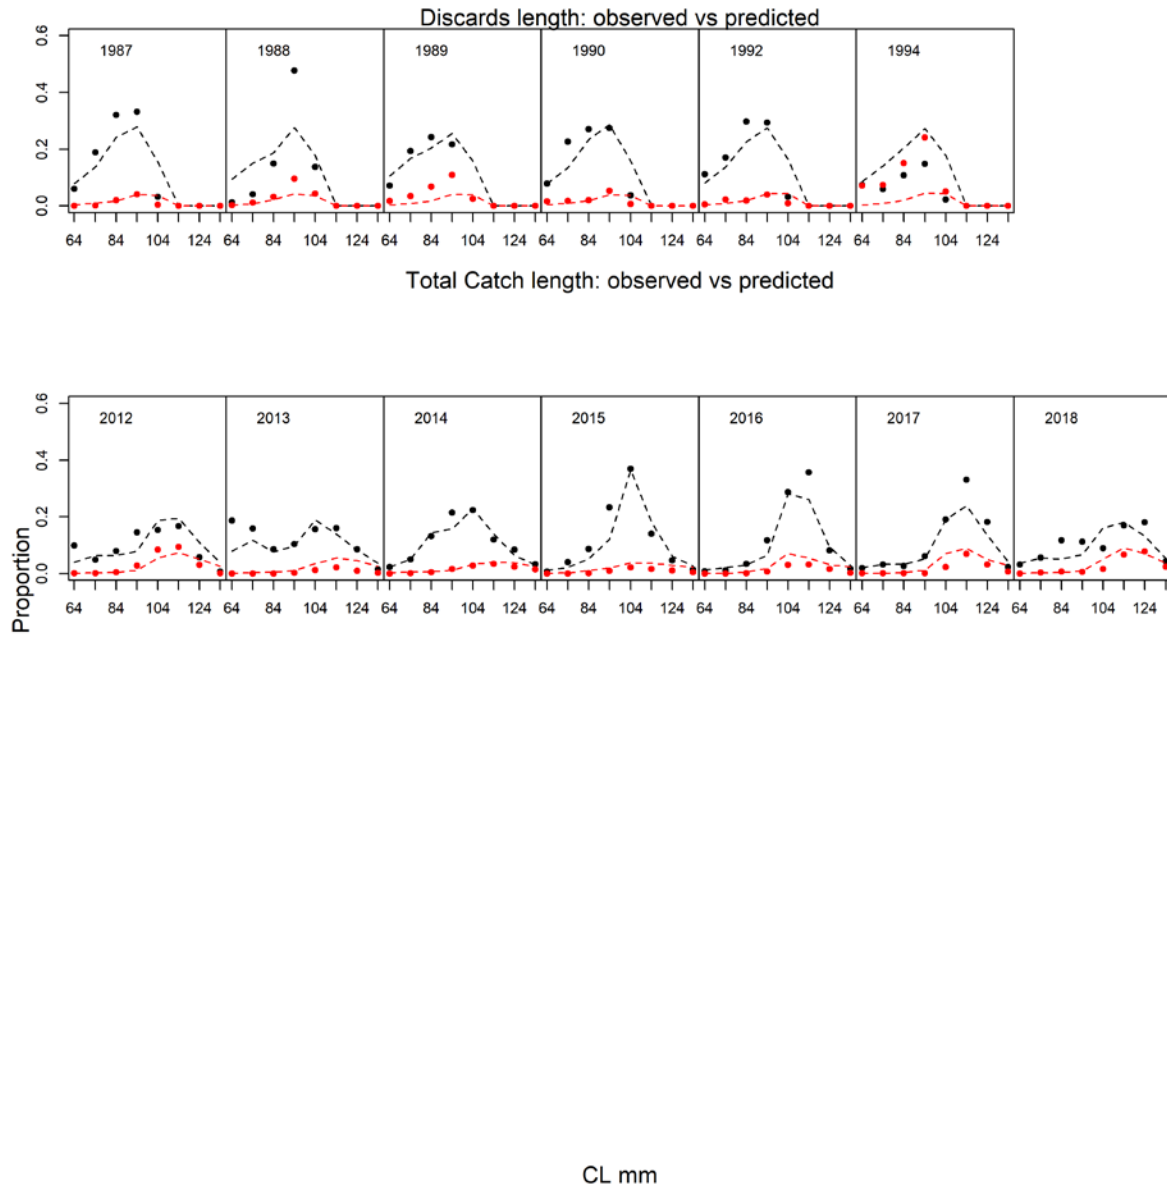 Discards length: observed vs predicted
0.6
0.4
0.2
0.0
1987 1988 1989 1990 1992 1994
64 84 104 124 64 84 104 124 64 84 104 124 64 84 104 124 64 84 104 124 64 84 104 124
Total Catch length: observed vs predicted
0.6
0.4
0.2
0.0
2012 2013 2014 2015 2016 2017 2018
64 84 104 124 64 84 104 124 64 84 104 124 64 84 104 124 64 84 104 124 64 84 104 124 64 84 104 124
Proportion
CL mm